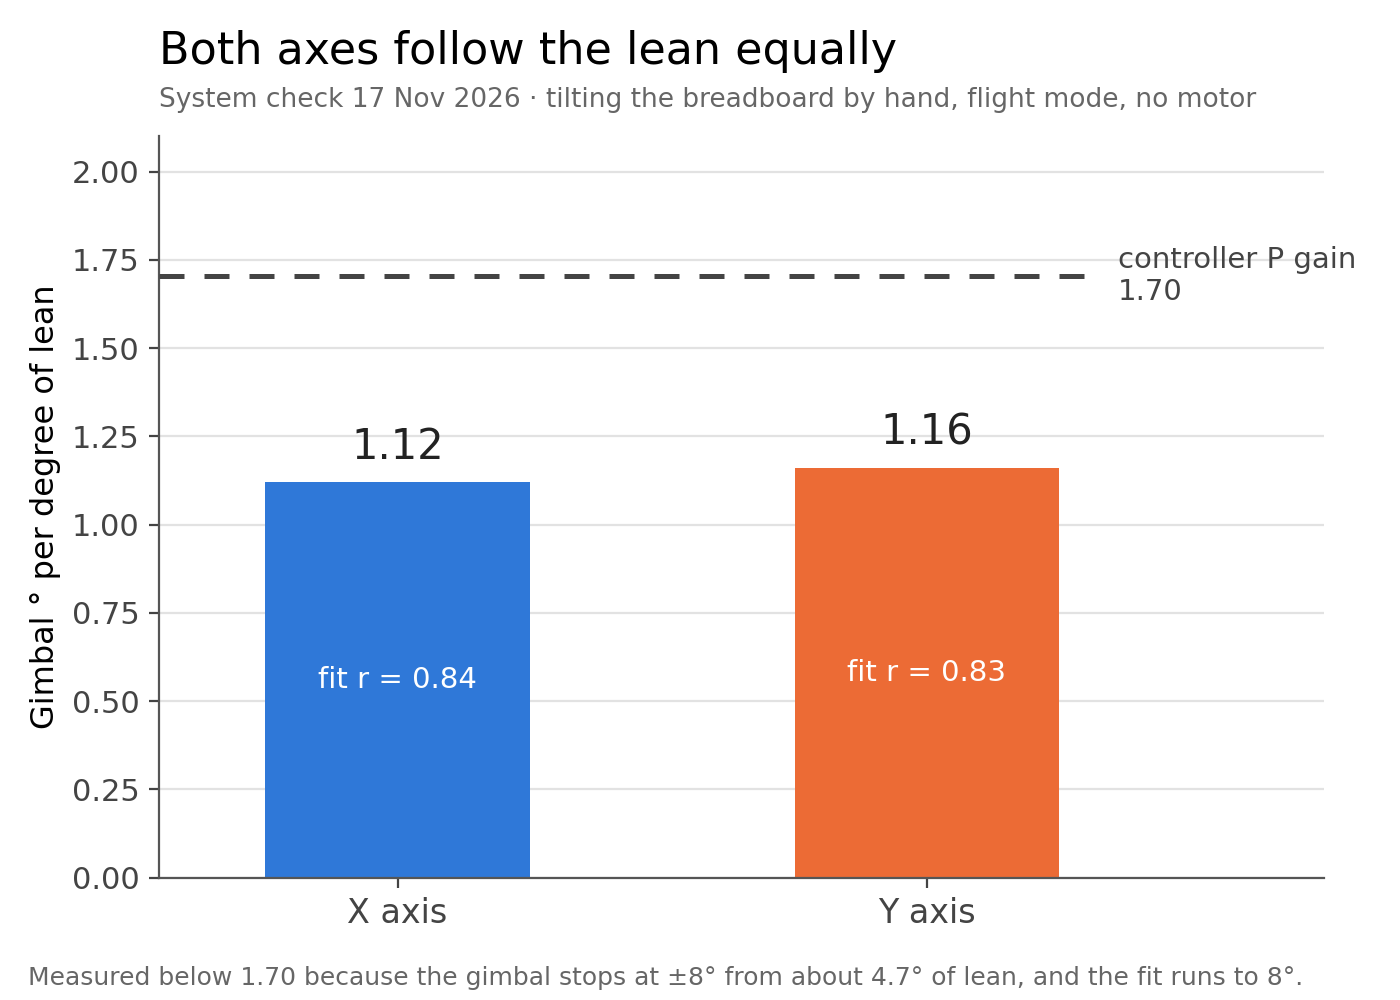 Both axes follow the lean equally
System check 17 Nov 2026 · tilting the breadboard by hand, flight mode, no motor
Gimbal ° per degree of lean
2.00
1.75
1.50
1.25
1.00
0.75
0.50
0.25
0.00
controller P gain
1.70
1.12
1.16
fit r = 0.84
fit r = 0.83
X axis
Y axis
Measured below 1.70 because the gimbal stops at ±8° from about 4.7° of lean, and the fit runs to 8°.